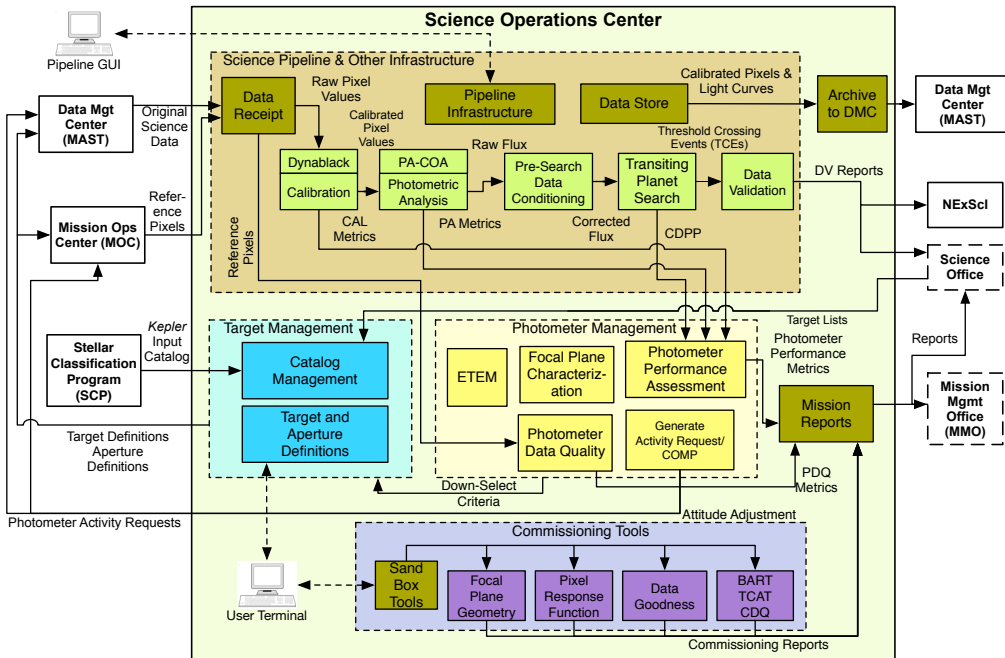 Science Operations Center
Pipeline GUI
Science Pipeline & Other Infrastructure
Data Mgt
Center
(MAST)
Original
Science
Data
Data
Receipt
Raw Pixel
Values
Pipeline
Infrastructure
Data Store
Calibrated Pixels &
Light Curves
Archive
to DMC
Data Mgt
Center
(MAST)
Calibrated
Pixel Values
Raw Flux
Threshold Crossing
Events (TCEs)
Dynablack
Calibration
PA-COA
Photometric
Analysis
Pre-Search
Data
Conditioning
Transiting
Planet
Search
Data
Validation
DV Reports
NExScI
Mission Ops
Center (MOC)
Refer-
ence
Pixels
Reference
Pixels
CAL
Metrics
PA Metrics
Corrected
Flux
CDPP
Science
Office
Target Lists
Stellar
Classification
Program
(SCP)
Kepler
Input
Catalog
Target Management
Catalog
Management
Target and
Aperture
Definitions
Photometer Management
ETEM
Focal Plane
Characteriz-
ation
Photometer
Performance
Assessment
Photometer
Data Quality
Generate
Activity Request/
COMP
Photometer
Performance
Metrics
Reports
Mission
Reports
Mission
Mgmt
Office
(MMO)
Target Definitions
Aperture
Definitions
Down-Select
Criteria
PDQ
Metrics
Photometer Activity Requests
Attitude Adjustment
Commissioning Tools
Sand
Box
Tools
Focal
Plane
Geometry
Pixel
Response
Function
Data
Goodness
BART
TCAT
CDQ
User Terminal
Commissioning Reports